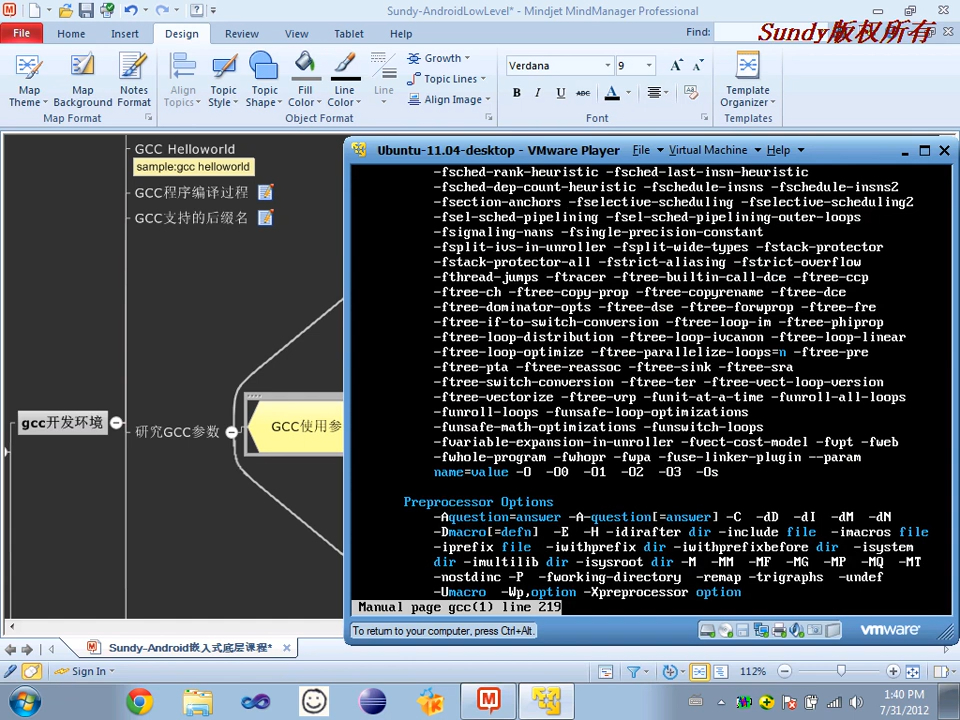 Sundy-AndroidLowLevel* - Mindjet MindManager Professional
File Home Insert Design Review View Tablet Help Find:
Sundy版权所有
Map Theme Map Background Notes Format
Map Format
Align Topics Topic Style Topic Shape Fill Color Line Color Line
Growth
Topic Lines
Align Image
Object Format
Verdana 9
B I U ABC A
Font
Template Organizer
Templates
GCC Helloworld
sample:gcc helloworld
GCC程序编译过程
GCC支持的后缀名
gcc开发环境
研究GCC参数
GCC使用参
Ubuntu-11.04-desktop - VMware Player File Virtual Machine Help
-fsched-rank-heuristic -fsched-last-insn-heuristic
-fsched-dep-count-heuristic -fschedule-insns -fschedule-insns2
-fsection-anchors -fselective-scheduling -fselective-scheduling2
-fsel-sched-pipelining -fsel-sched-pipelining-outer-loops
-fsignaling-nans -fsingle-precision-constant
-fsplit-ivs-in-unroller -fsplit-wide-types -fstack-protector
-fstack-protector-all -fstrict-aliasing -fstrict-overflow
-fthread-jumps -ftracer -ftree-builtin-call-dce -ftree-ccp
-ftree-ch -ftree-copy-prop -ftree-copyrename -ftree-dce
-ftree-dominator-opts -ftree-dse -ftree-forwprop -ftree-fre
-ftree-if-to-switch-conversion -ftree-loop-im -ftree-phiprop
-ftree-loop-distribution -ftree-loop-ivcanon -ftree-loop-linear
-ftree-loop-optimize -ftree-parallelize-loops=n -ftree-pre
-ftree-pta -ftree-reassoc -ftree-sink -ftree-sra
-ftree-switch-conversion -ftree-ter -ftree-vect-loop-version
-ftree-vectorize -ftree-vrp -funit-at-a-time -funroll-all-loops
-funroll-loops -funsafe-loop-optimizations
-funsafe-math-optimizations -funswitch-loops
-fvariable-expansion-in-unroller -fvect-cost-model -fvpt -fweb
-fwhole-program -fwhopr -fwpa -fuse-linker-plugin --param
name=value -O -O0 -O1 -O2 -O3 -Os
Preprocessor Options
-Aquestion=answer -A-question[=answer] -C -dD -dI -dM -dN
-Dmacro[=defn] -E -H -idirafter dir -include file -imacros file
-iprefix file -iwithprefix dir -iwithprefixbefore dir -isystem
dir -imultilib dir -isysroot dir -M -MM -MF -MG -MP -MQ -MT
-nostdinc -P -fworking-directory -remap -trigraphs -undef
-Umacro -Wp,option -Xpreprocessor option
Manual page gcc(1) line 219
To return to your computer, press Ctrl+Alt.
vmware
Sundy-Android嵌入式底层课程*
Sign In 112%
1:40 PM
7/31/2012